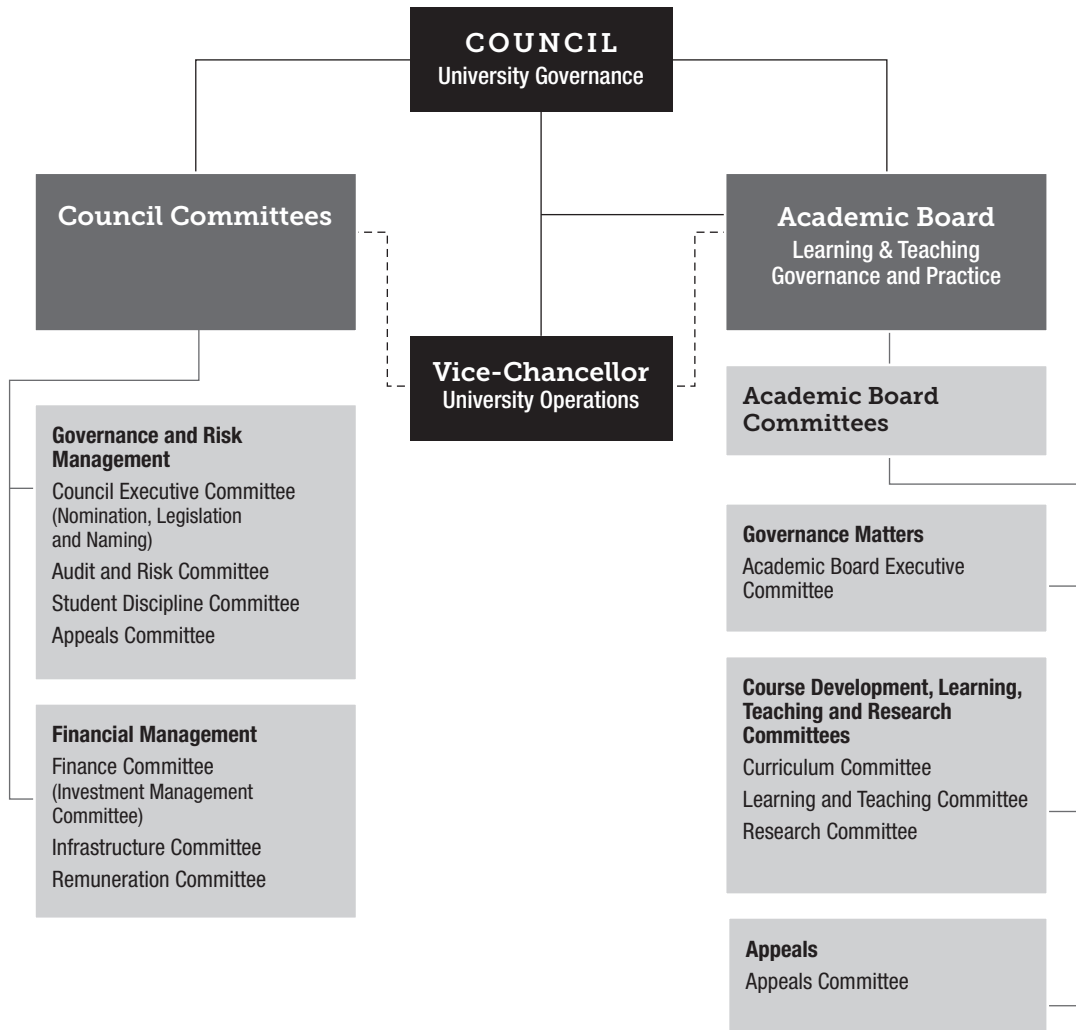 COUNCIL
University Governance
Council Committees
Academic Board
Learning & Teaching
Governance and Practice
Vice-Chancellor
University Operations
Governance and Risk
Management
Council Executive Committee
(Nomination, Legislation
and Naming)
Audit and Risk Committee
Student Discipline Committee
Appeals Committee
Financial Management
Finance Committee
(Investment Management
Committee)
Infrastructure Committee
Remuneration Committee
Academic Board
Committees
Governance Matters
Academic Board Executive
Committee
Course Development, Learning,
Teaching and Research
Committees
Curriculum Committee
Learning and Teaching Committee
Research Committee
Appeals
Appeals Committee